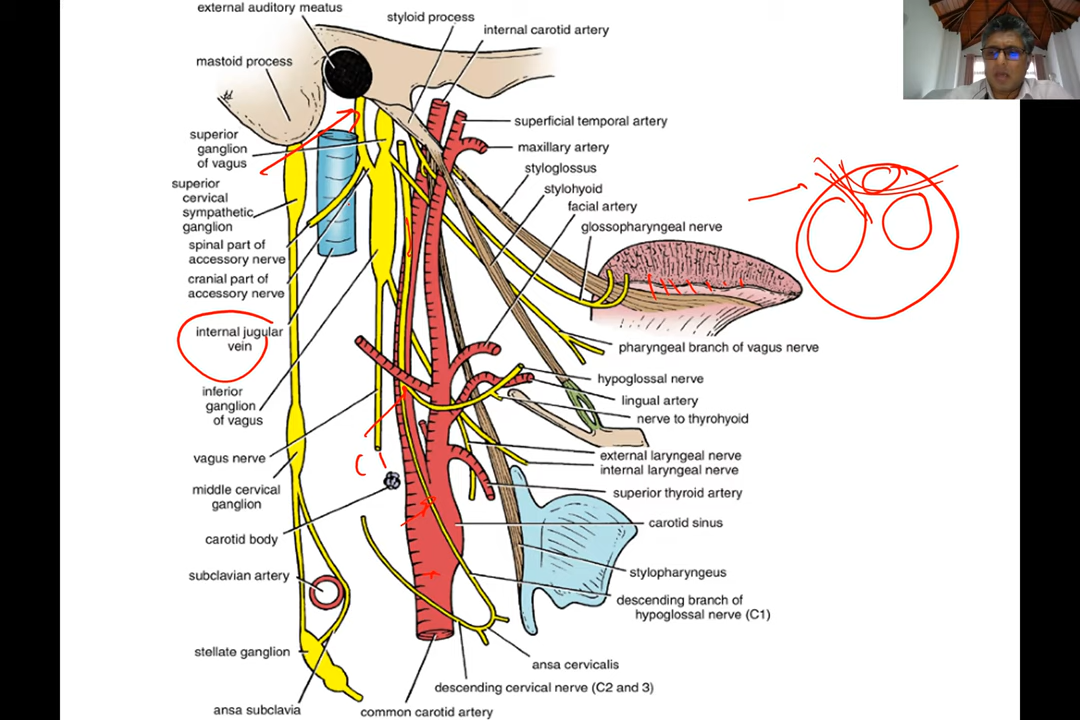 external auditory meatus
styloid process
internal carotid artery
mastoid process
superficial temporal artery
superior
ganglion
of vagus
maxillary artery
styloglossus
superior
cervical
sympathetic
ganglion
stylohyoid
facial artery
glossopharyngeal nerve
spinal part of
accessory nerve
cranial part of
accessory nerve
internal jugular
vein
pharyngeal branch of vagus nerve
hypoglossal nerve
inferior
ganglion
of vagus
lingual artery
nerve to thyrohyoid
vagus nerve
C1
external laryngeal nerve
internal laryngeal nerve
middle cervical
ganglion
superior thyroid artery
carotid body
carotid sinus
subclavian artery
stylopharyngeus
descending branch of
hypoglossal nerve (C1)
stellate ganglion
ansa cervicalis
descending cervical nerve (C2 and 3)
ansa subclavia
common carotid artery